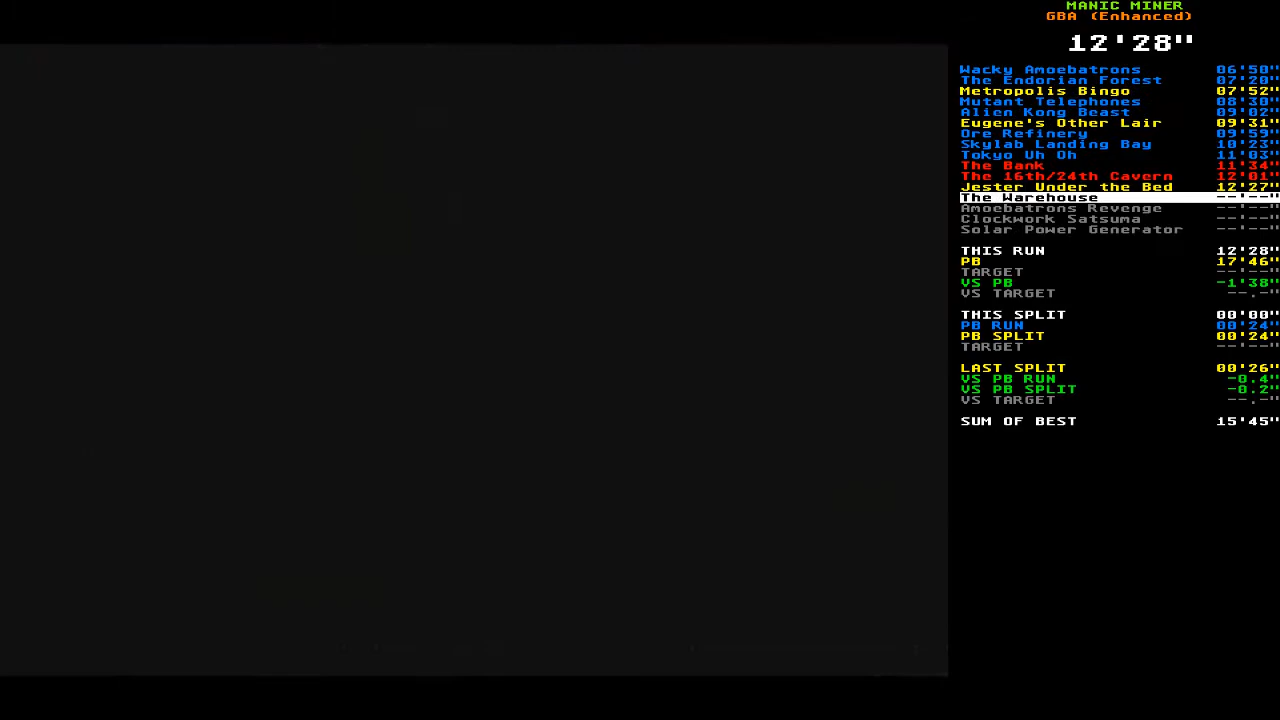 MANIC MINER
GBA (Enhanced)
12'28"
Wacky Amoebatrons 06'50"
The Endorian Forest 07'20"
Metropolis Bingo 07'52"
Mutant Telephones 08'30"
Alien Kong Beast 09'02"
Eugene's Other Lair 09'31"
Ore Refinery 09'59"
Skylab Landing Bay 10'23"
Tokyo Uh Oh 11'03"
The Bank 11'34"
The 16th/24th Cavern 12'01"
Jester Under the Bed 12'27"
The Warehouse --'--"
Amoebatrons Revenge --'--"
Clockwork Satsuma --'--"
Solar Power Generator --'--"
THIS RUN 12'28"
PB 17'46"
TARGET --'--"
VS PB -1'38"
VS TARGET --.-"
THIS SPLIT 00'00"
PB RUN 00'24"
PB SPLIT 00'24"
TARGET --'--"
LAST SPLIT 00'26"
VS PB RUN -0.4"
VS PB SPLIT -0.2"
VS TARGET --.-"
SUM OF BEST 15'45"